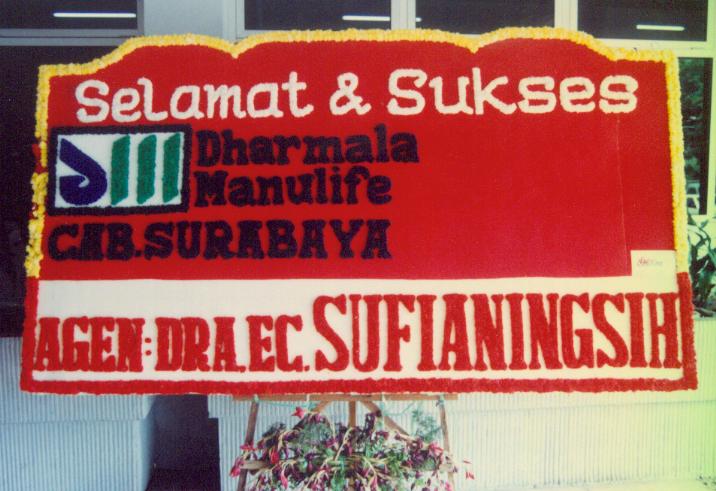 Selamat & Sukses
Dharmala
Manulife
CAB.SURABAYA
AGEN: DRA.EC. SUFIANINGSIH